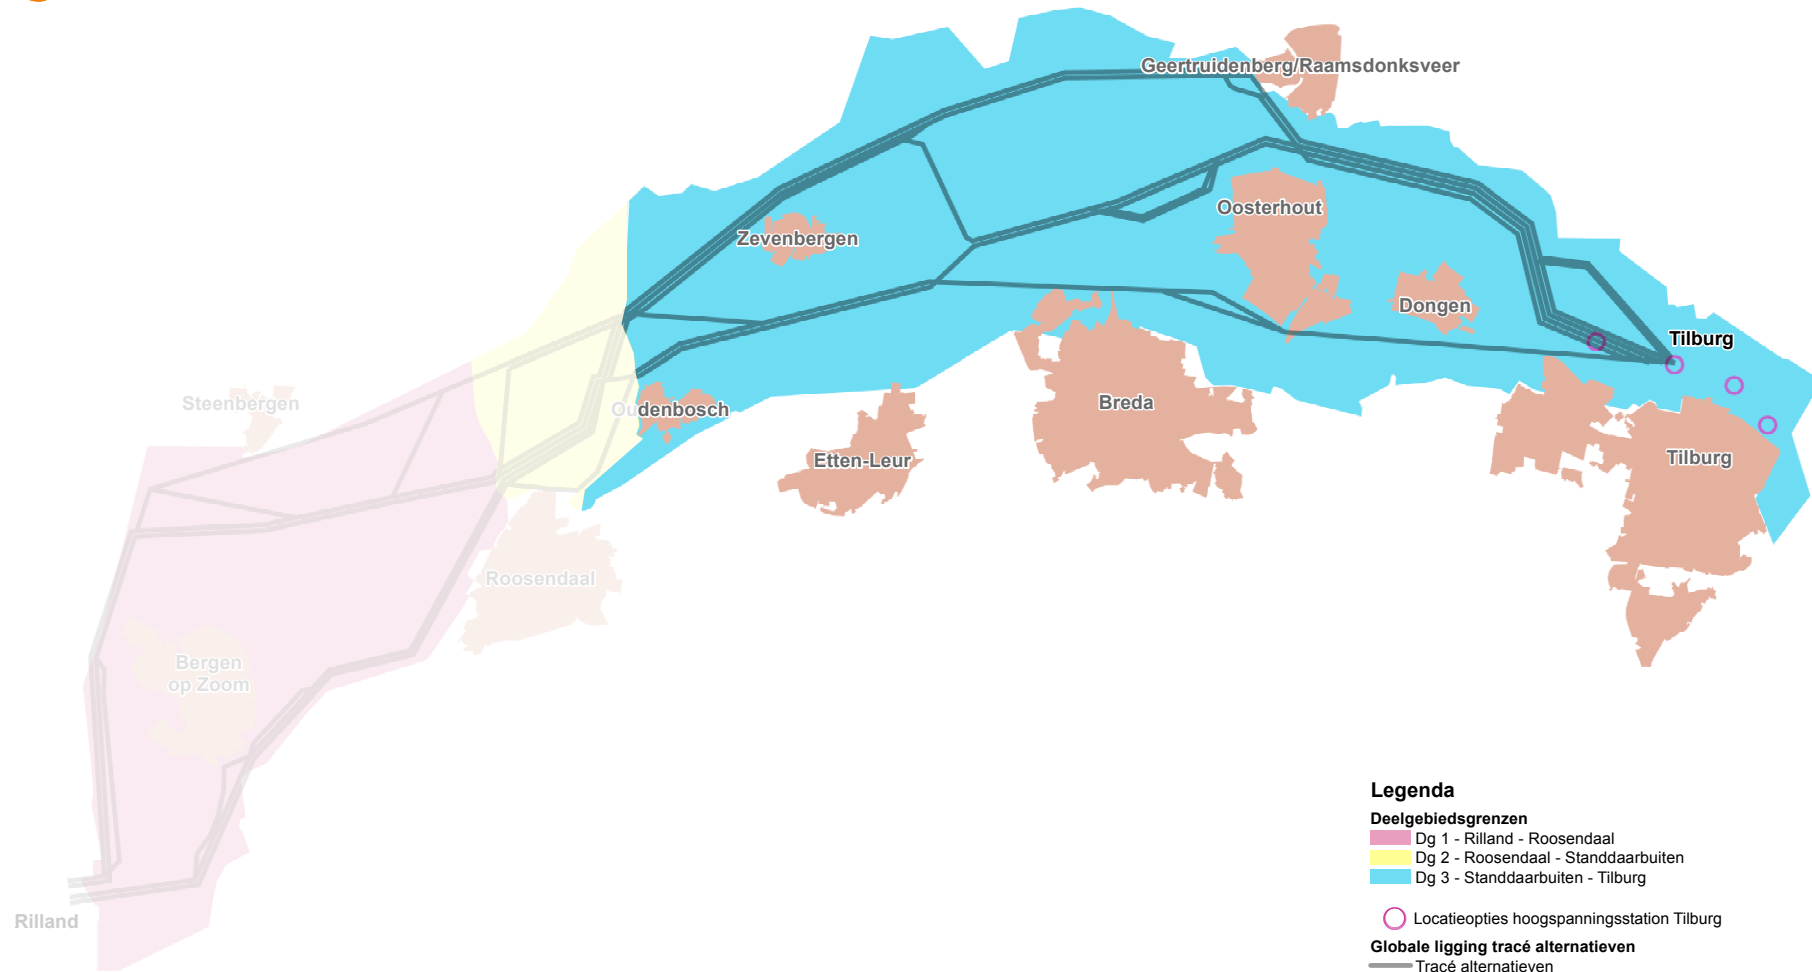 Geertruidenberg/Raamsdonksveer
Oosterhout
Zevenbergen
Dongen
Tilburg
Steenbergen
Oudenbosch
Breda
Etten-Leur
Tilburg
Roosendaal
Bergen
op Zoom
Rilland
Legenda
Deelgebiedsgrenzen
Dg 1 - Rilland - Roosendaal
Dg 2 - Roosendaal - Standdaarbuiten
Dg 3 - Standdaarbuiten - Tilburg
Locatieopties hoogspanningsstation Tilburg
Globale ligging tracé alternatieven
Tracé alternatieven